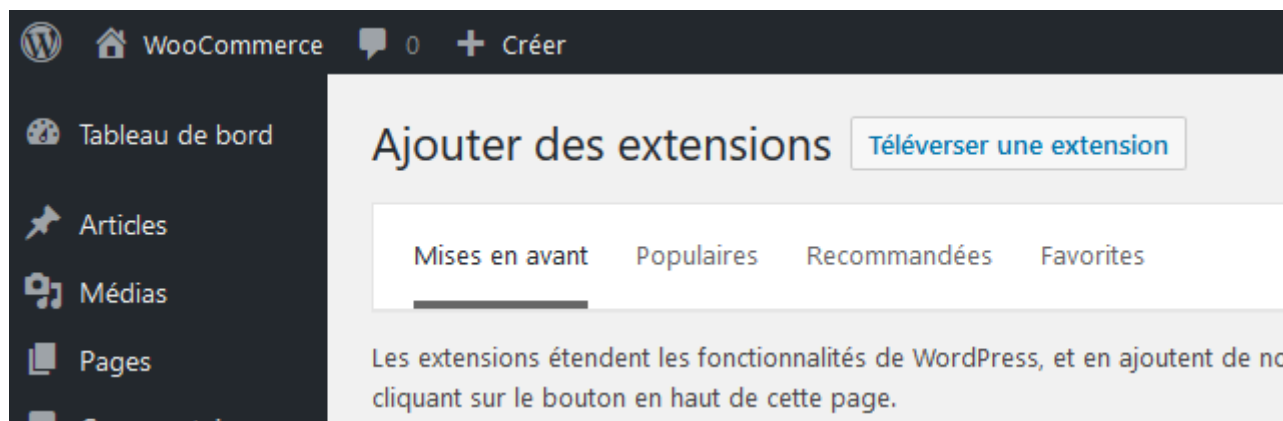 WooCommerce 0 + Créer
Tableau de bord
Ajouter des extensions Téléverser une extension
Articles
Mises en avant Populaires Recommandées Favorites
Médias
Pages
Les extensions étendent les fonctionnalités de WordPress, et en ajoutent de
cliquant sur le bouton en haut de cette page.